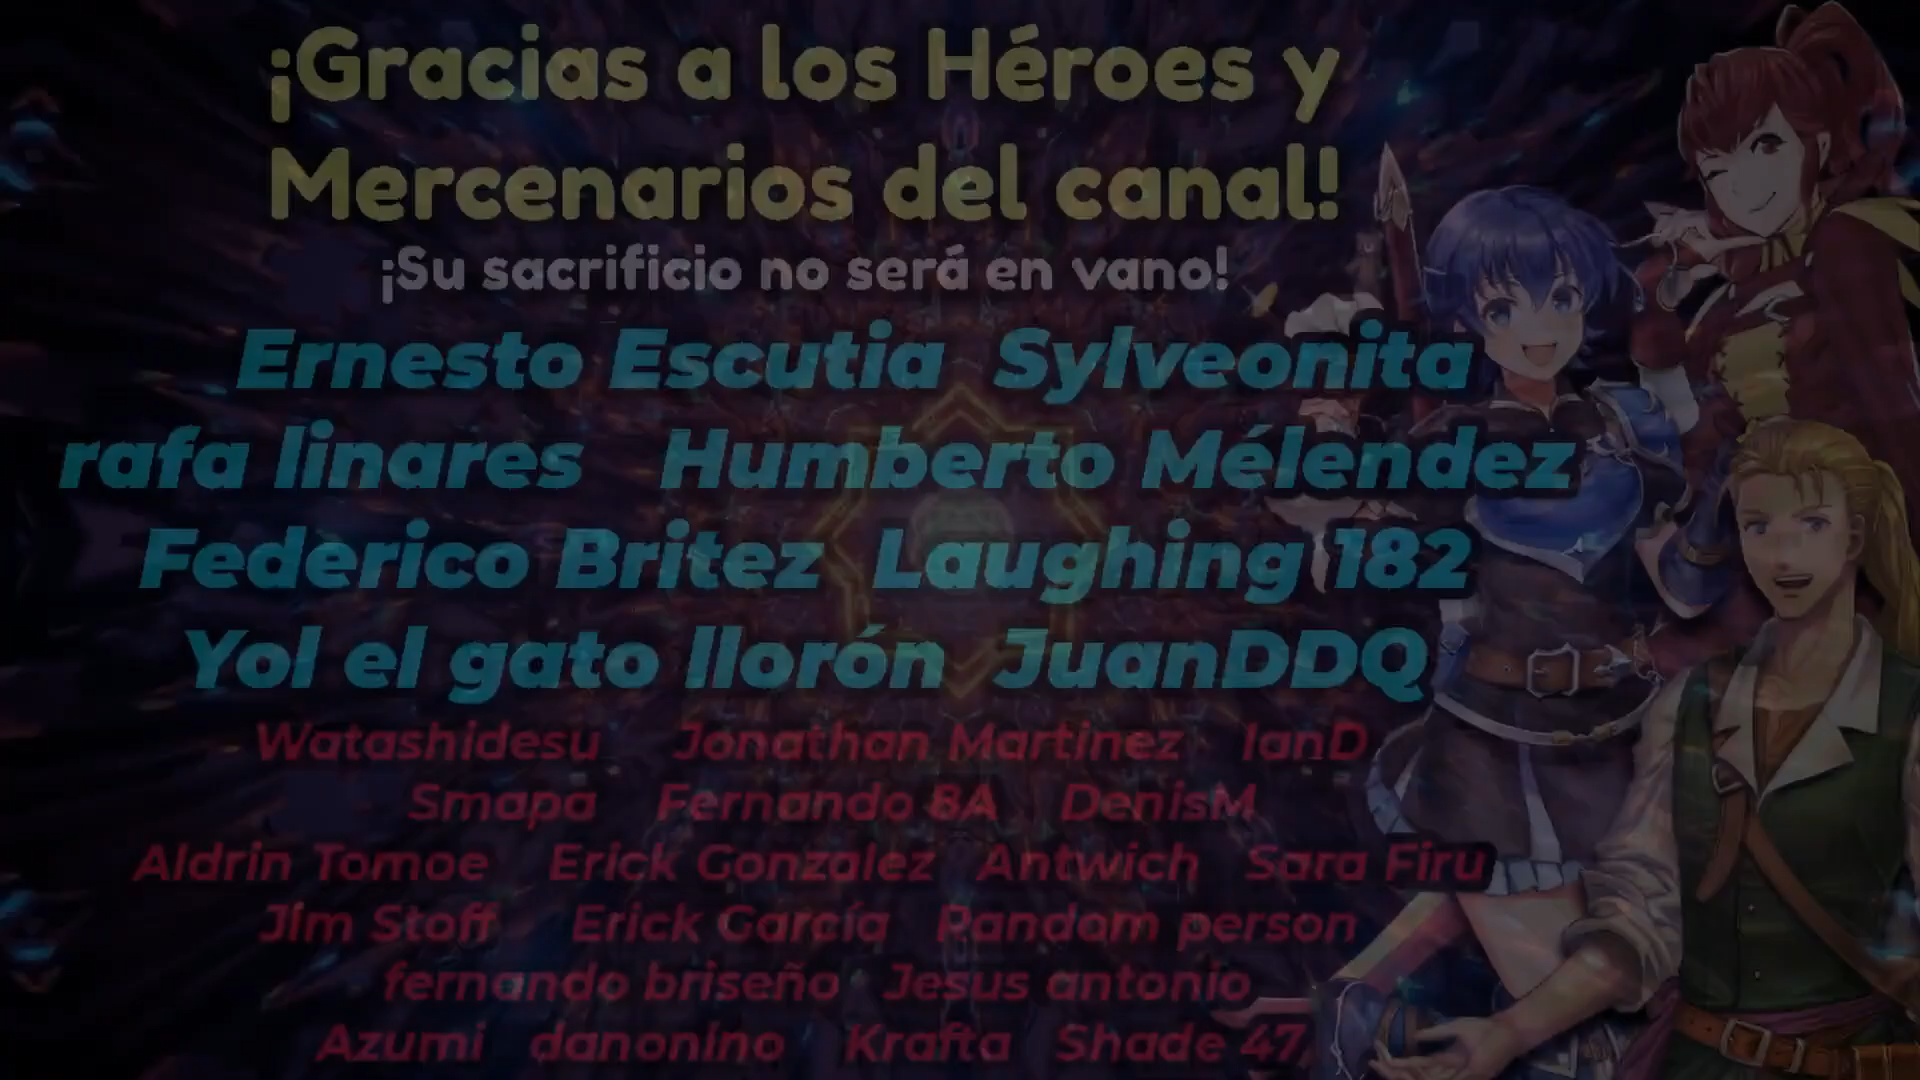 ¡Gracias a los Héroes y
Mercenarios del canal!
¡Su sacrificio no será en vano!
Ernesto Escutia Sylveonita
rafa linares Humberto Mélendez
Federico Britez Laughing 182
Yol el gato llorón JuanDDQ
Watashidesu Jonathan Martinez IanD
Smapa Fernando 8A DenisM
Aldrin Tomoe Erick Gonzalez Antwich Sara Firu
Jim Stoff Erick García Random person
fernando briseño Jesus antonio
Azumi danonino Krafta Shade 47